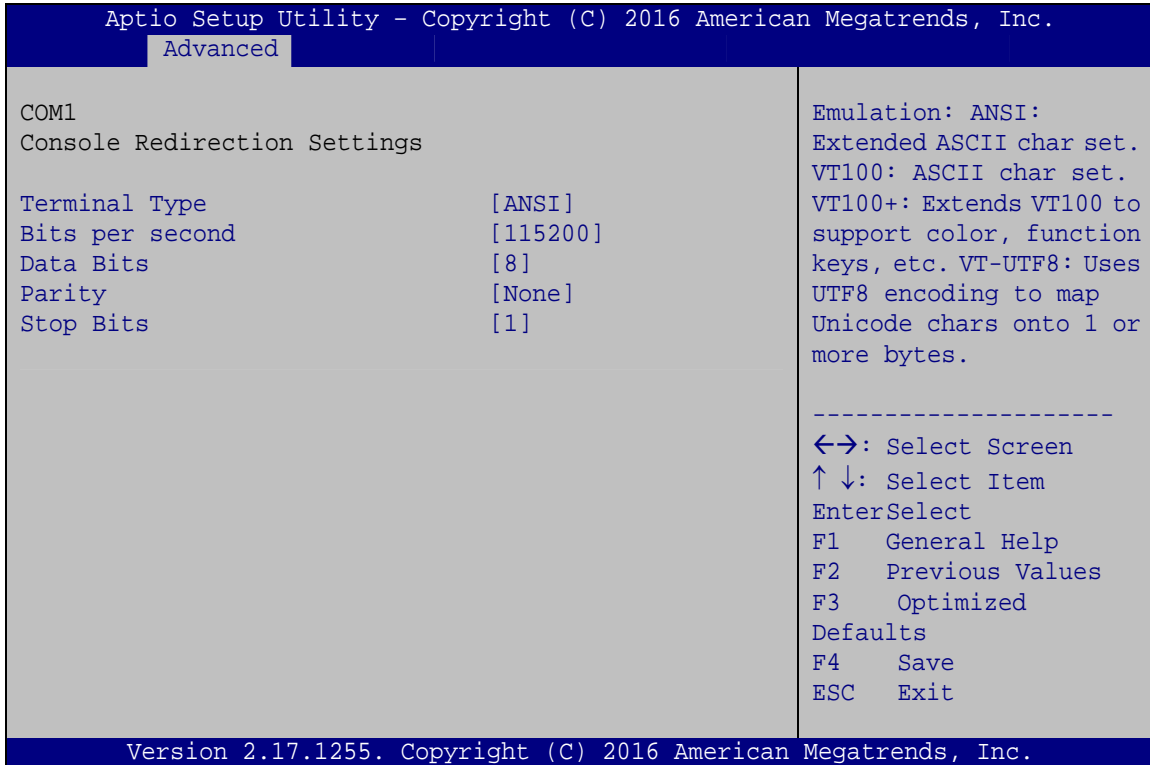 Aptio Setup Utility – Copyright (C) 2016 American Megatrends, Inc.
Advanced
COM1
Console Redirection Settings
Terminal Type [ANSI]
Bits per second [115200]
Data Bits [8]
Parity [None]
Stop Bits [1]
Emulation: ANSI:
Extended ASCII char set.
VT100: ASCII char set.
VT100+: Extends VT100 to
support color, function
keys, etc. VT-UTF8: Uses
UTF8 encoding to map
Unicode chars onto 1 or
more bytes.
---------------------
←→: Select Screen
↑ ↓: Select Item
EnterSelect
F1 General Help
F2 Previous Values
F3 Optimized
Defaults
F4 Save
ESC Exit
Version 2.17.1255. Copyright (C) 2016 American Megatrends, Inc.